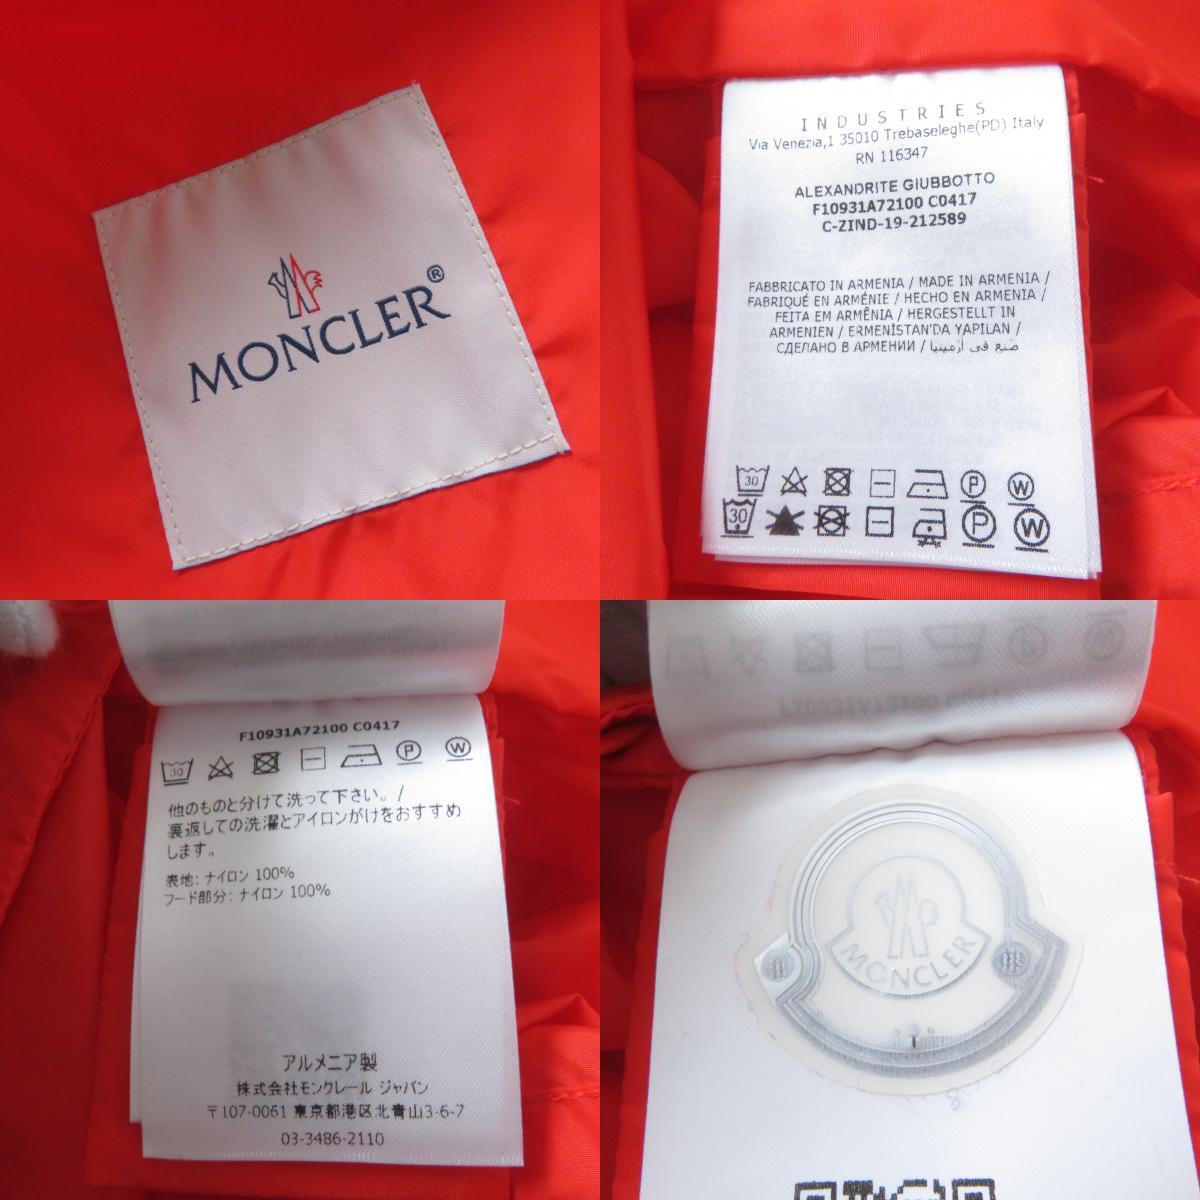 MONCLER®
INDUSTRIES
Via Venezia,1 35010 Trebaseleghe(PD) Italy
RN 116347
ALEXANDRITE GIUBBOTTO
F10931A72100 C0417
C-ZIND-19-212589
FABBRICATO IN ARMENIA / MADE IN ARMENIA /
FABRIQUÉ EN ARMÉNIE / HECHO EN ARMENIA /
FEITA EM ARMÊNIA / HERGESTELLT IN
ARMENIEN / ERMENİSTAN'DA YAPILAN /
СДЕЛАНО В АРМЕНИИ / صنع في أرمينيا
30 P W
30 P W
F10931A72100 C0417
30 P W
他のものと分けて洗って下さい。/
裏返しての洗濯とアイロンがけをおすすめ
します。
表地: ナイロン 100%
フード部分: ナイロン 100%
アルメニア製
株式会社モンクレール ジャパン
〒107-0061 東京都港区北青山3-6-7
03-3486-2110
MONCLER